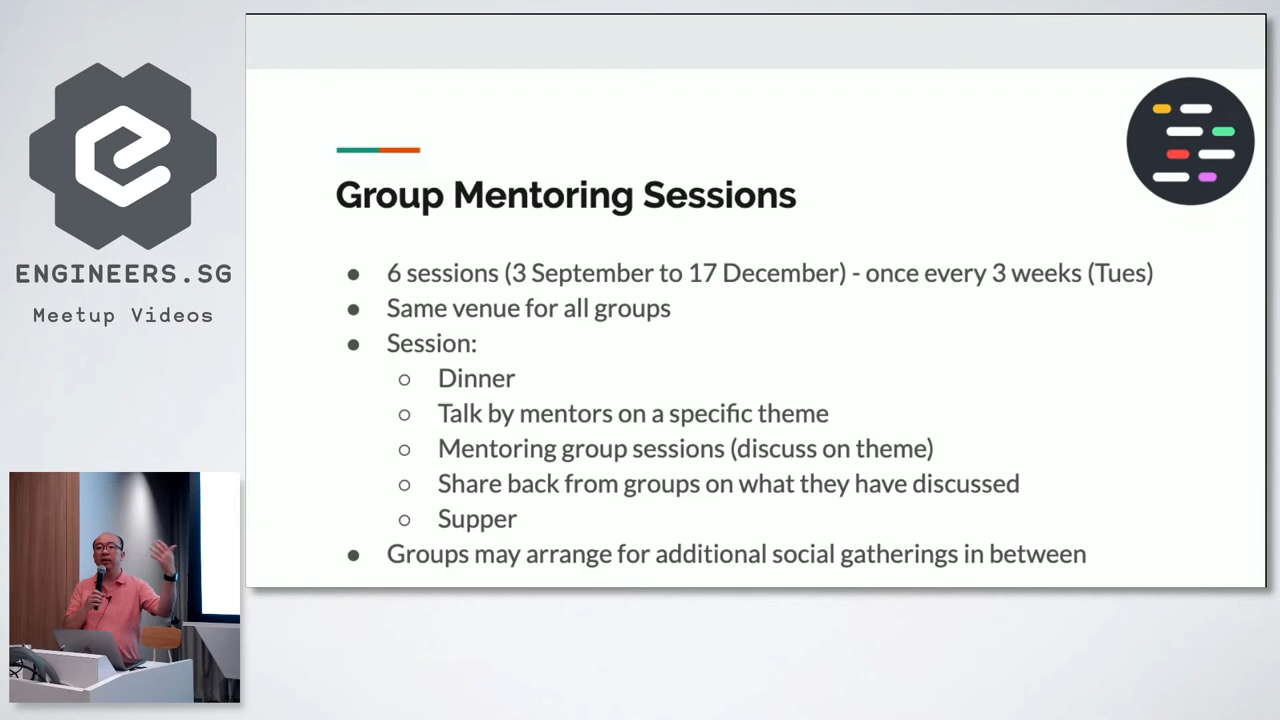 ENGINEERS.SG
Meetup Videos
Group Mentoring Sessions
● 6 sessions (3 September to 17 December) - once every 3 weeks (Tues)
● Same venue for all groups
● Session:
○ Dinner
○ Talk by mentors on a specific theme
○ Mentoring group sessions (discuss on theme)
○ Share back from groups on what they have discussed
○ Supper
● Groups may arrange for additional social gatherings in between